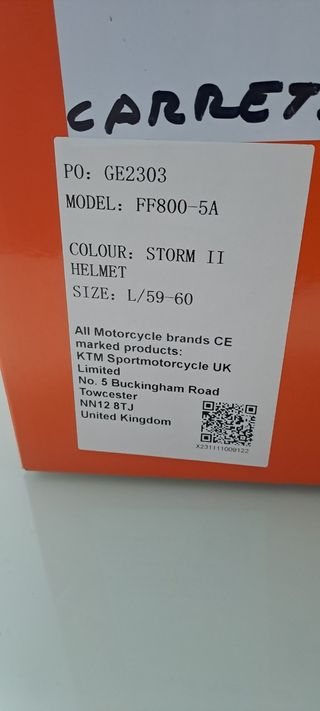 CARRET
PO: GE2303
MODEL: FF800-5A
COLOUR: STORM II
HELMET
SIZE: L/59-60
All Motorcycle brands CE
marked products:
KTM Sportmotorcycle UK
Limited
No. 5 Buckingham Road
Towcester
NN12 8TJ
United Kingdom
X231111009122